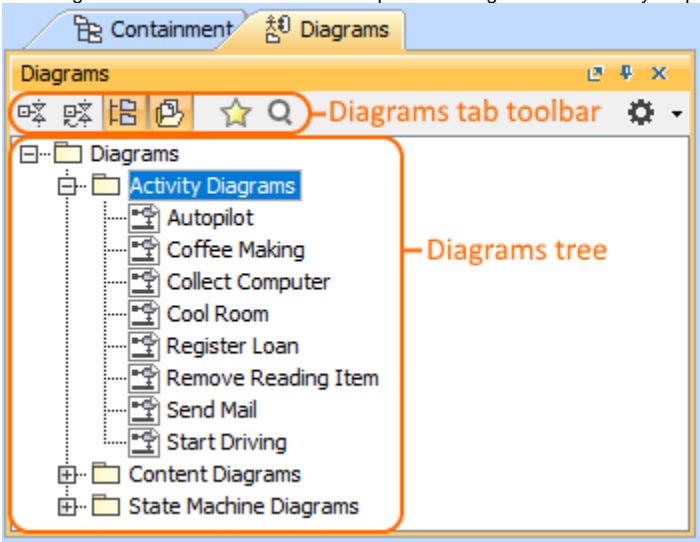 Containment
Diagrams
Diagrams
Diagrams tab toolbar
Diagrams
Activity Diagrams
Autopilot
Coffee Making
Diagrams tree
Collect Computer
Cool Room
Register Loan
Remove Reading Item
Send Mail
Start Driving
Content Diagrams
State Machine Diagrams